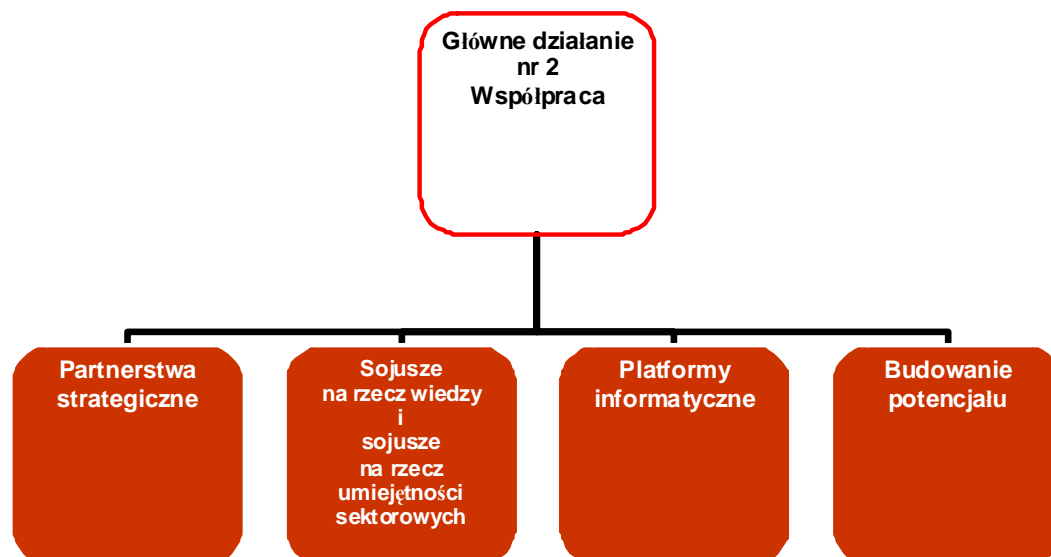 Główne działanie
nr 2
Współpraca
Partnerstwa
strategiczne
Sojusze
na rzecz wiedzy
i
sojusze
na rzecz
umiejętności
sektorowych
Platformy
informatyczne
Budowanie
potencjału